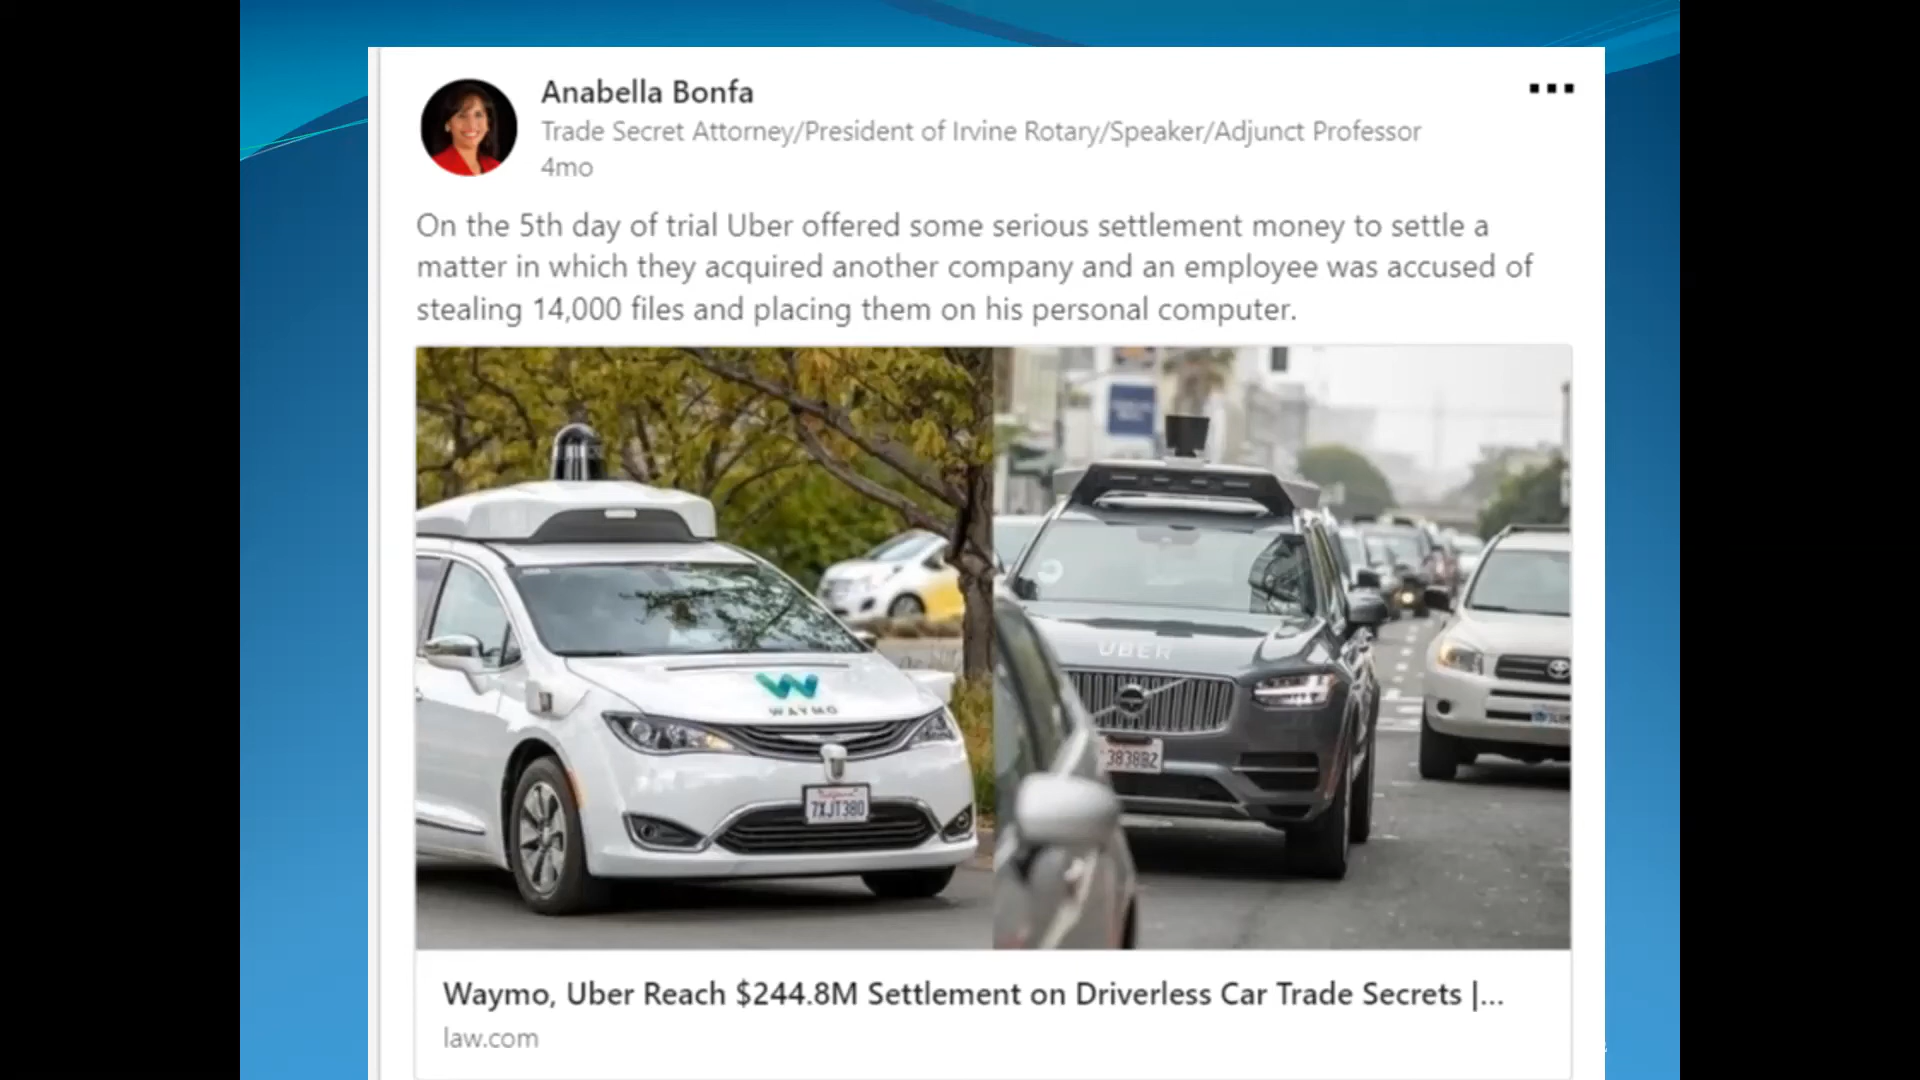 Anabella Bonfa
Trade Secret Attorney/President of Irvine Rotary/Speaker/Adjunct Professor
4mo
On the 5th day of trial Uber offered some serious settlement money to settle a
matter in which they acquired another company and an employee was accused of
stealing 14,000 files and placing them on his personal computer.
UBER
WAYMO
3838BZ
7XJT380
Waymo, Uber Reach $244.8M Settlement on Driverless Car Trade Secrets |...
law.com